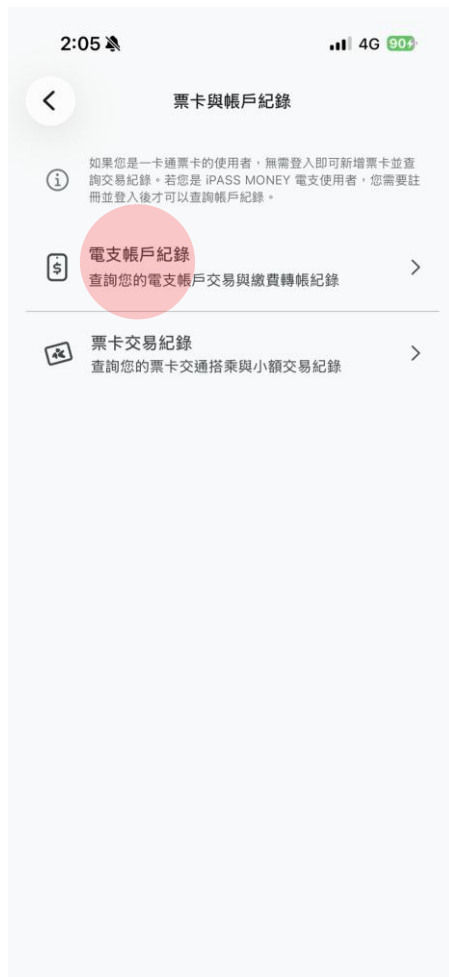 2:05
4G 90
票卡與帳戶紀錄
如果您是一卡通票卡的使用者，無需登入即可新增票卡並查
詢交易紀錄。若您是 iPASS MONEY 電支使用者，您需要註
冊並登入後才可以查詢帳戶紀錄。
電支帳戶紀錄
查詢您的電支帳戶交易與繳費轉帳紀錄
票卡交易紀錄
查詢您的票卡交通搭乘與小額交易紀錄